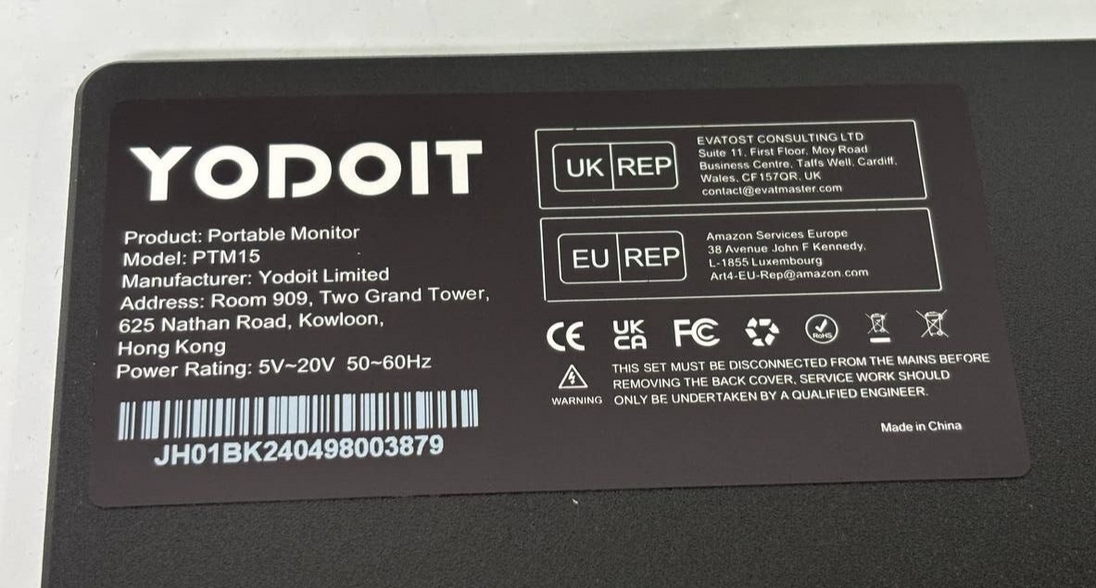 YODOIT
Product: Portable Monitor
Model: PTM15
Manufacturer: Yodoit Limited
Address: Room 909, Two Grand Tower,
625 Nathan Road, Kowloon,
Hong Kong
Power Rating: 5V~20V 50~60Hz
JH01BK240498003879
UK REP
EVATOST CONSULTING LTD
Suite 11, First Floor, Moy Road
Business Centre, Taffs Well, Cardiff,
Wales, CF157QR, UK
contact@evatmaster.com
EU REP
Amazon Services Europe
38 Avenue John F Kennedy,
L-1855 Luxembourg
Art4-EU-Rep@amazon.com
CE
UK
CA
FC
RoHS
WARNING
THIS SET MUST BE DISCONNECTED FROM THE MAINS BEFORE
REMOVING THE BACK COVER, SERVICE WORK SHOULD
ONLY BE UNDERTAKEN BY A QUALIFIED ENGINEER.
Made in China